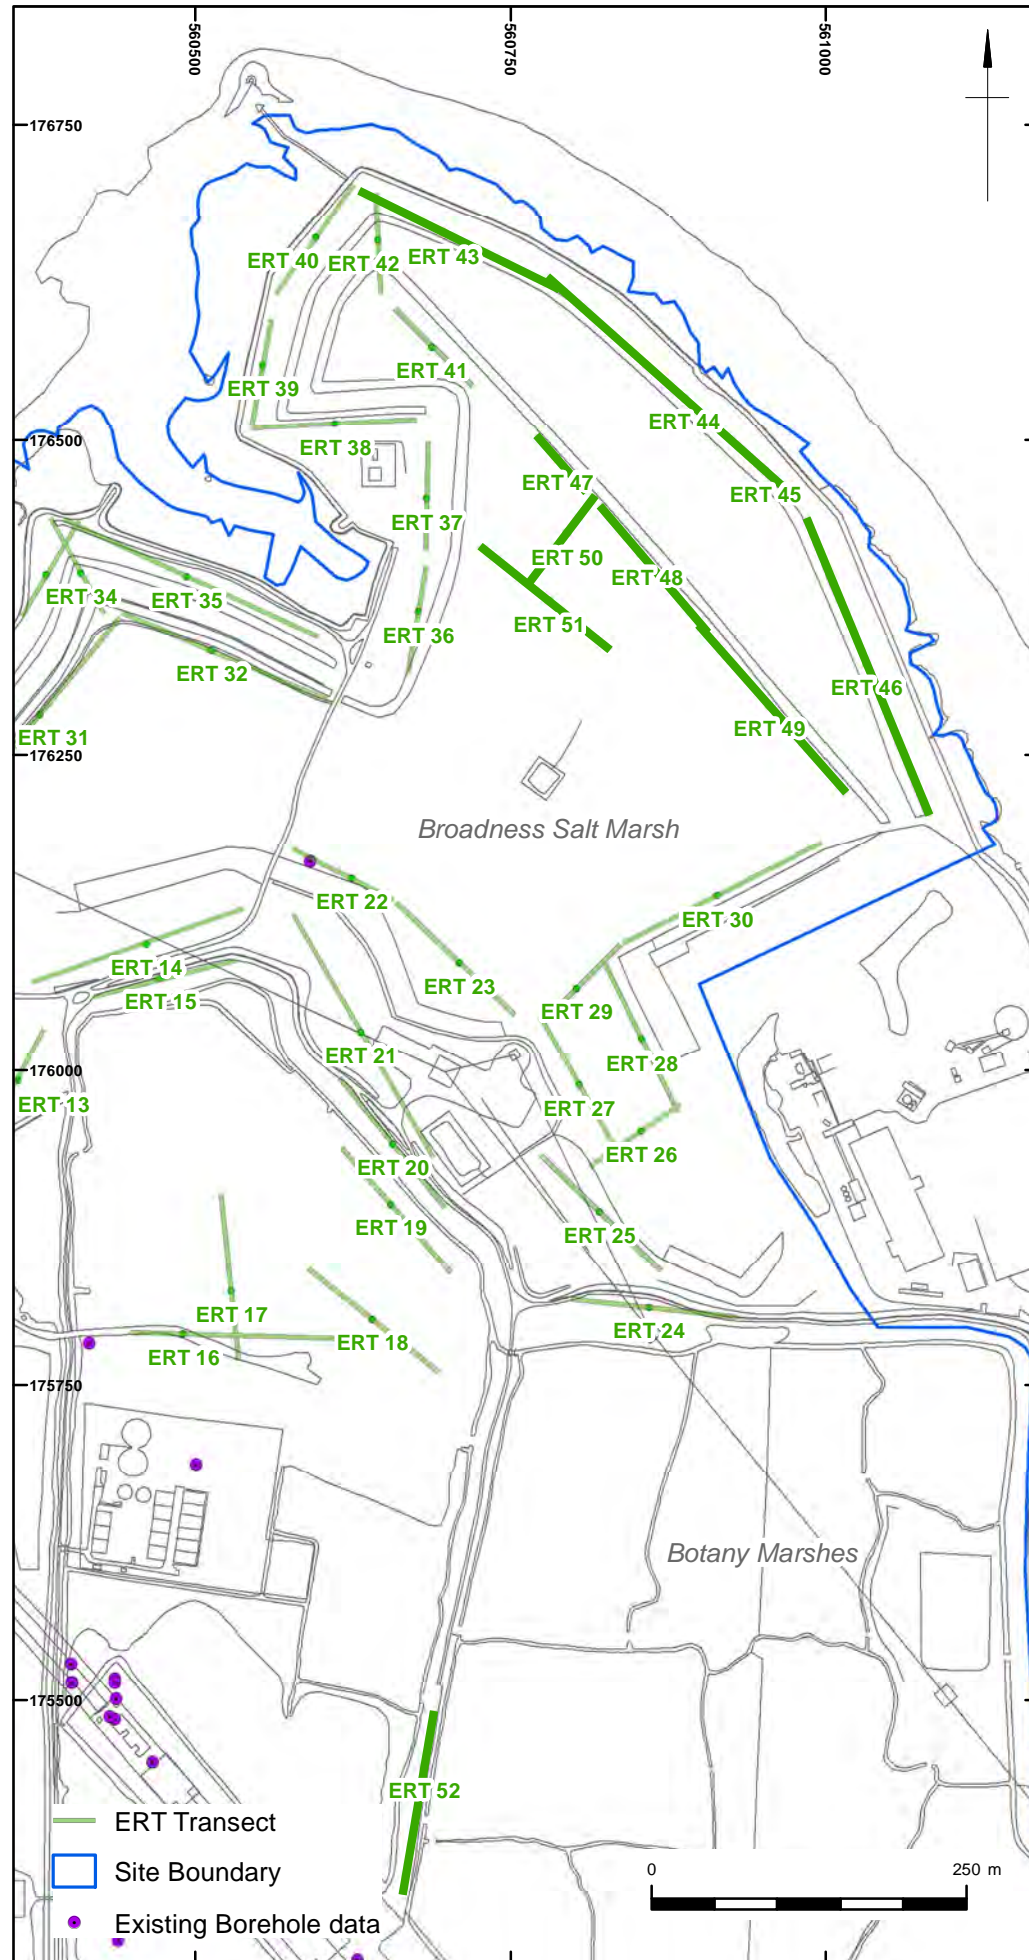 560500
560750
561000
176750
ERT 40
ERT 42
ERT 43
ERT 41
ERT 39
ERT 44
176500
ERT 38
ERT 47
ERT 45
ERT 37
ERT 50
ERT 48
ERT 34
ERT 35
ERT 51
ERT 36
ERT 32
ERT 46
ERT 31
ERT 49
176250
Broadness Salt Marsh
ERT 22
ERT 30
ERT 14
ERT 23
ERT 15
ERT 29
ERT 21
ERT 28
176000
ERT 13
ERT 27
ERT 26
ERT 20
ERT 19
ERT 25
ERT 17
ERT 18
ERT 24
ERT 16
175750
Botany Marshes
175500
ERT 52
ERT Transect
Site Boundary
Existing Borehole data
0
250 m